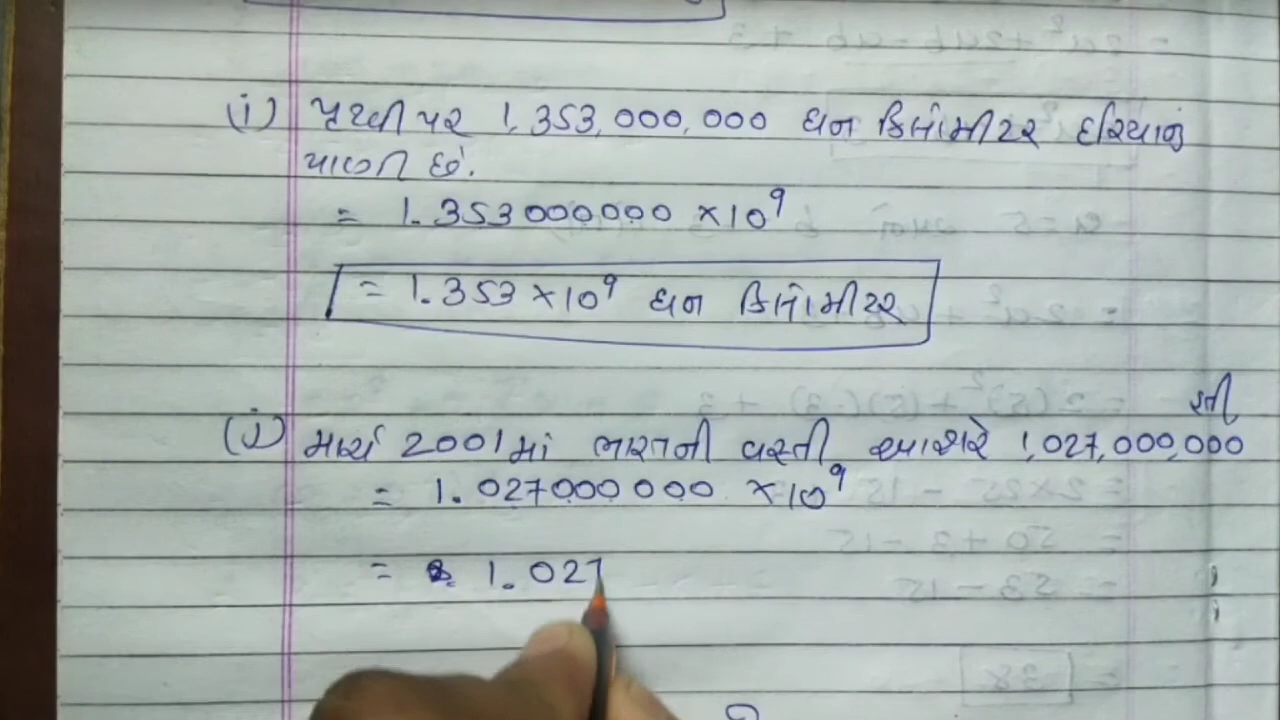 (i) પૃથ્વી પર 1,353,000,000 ઘન કિલોમીટર દરિયાનું
પાણી છે.
= 1.353000000 ×10⁹
= 1.353 ×10⁹ ઘન કિલોમીટર
(j) માર્ચ 2001માં ભારતની વસ્તી આશરે 1,027,000,000
હતી
= 1.027000000 ×10⁹
= 1.027